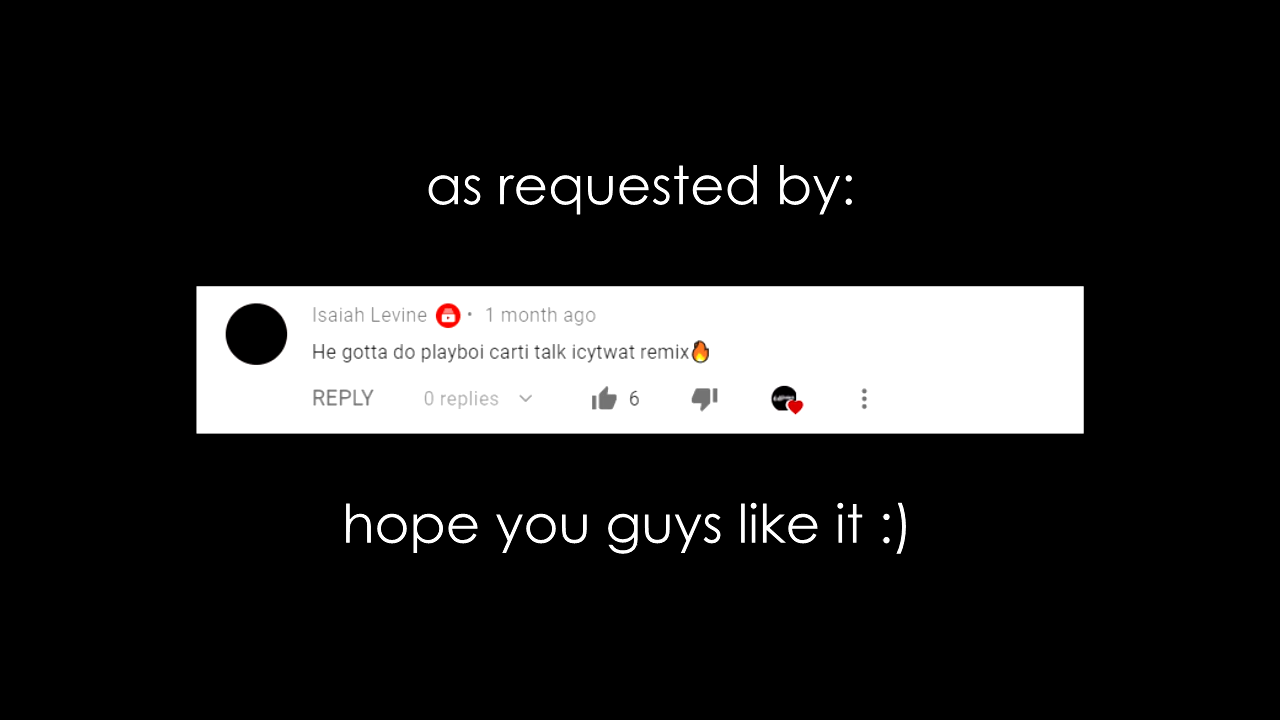 as requested by:
Isaiah Levine • 1 month ago
He gotta do playboi carti talk icytwat remix🔥
REPLY 0 replies 6
hope you guys like it :)